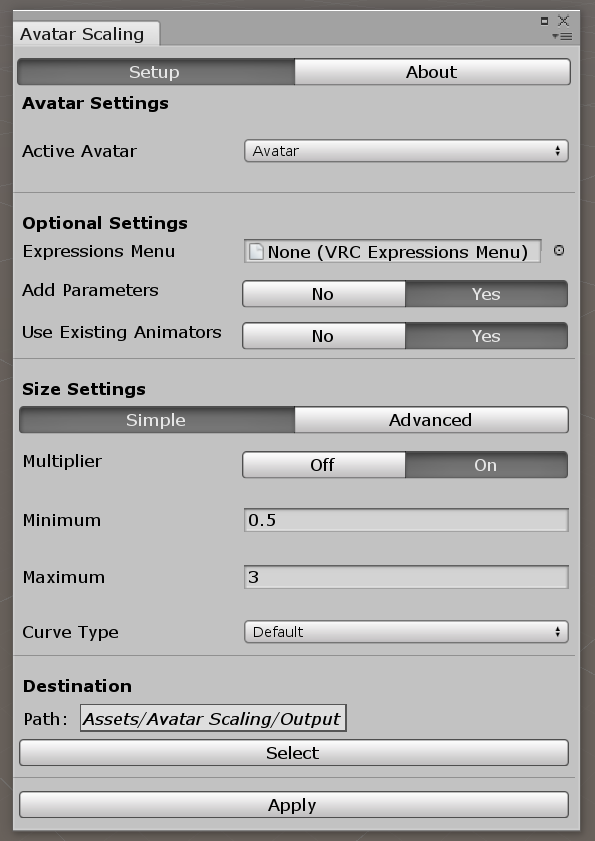 Avatar Scaling
Setup About
Avatar Settings
Active Avatar Avatar
Optional Settings
Expressions Menu None (VRC Expressions Menu)
Add Parameters No Yes
Use Existing Animators No Yes
Size Settings
Simple Advanced
Multiplier Off On
Minimum 0.5
Maximum 3
Curve Type Default
Destination
Path: Assets/Avatar Scaling/Output
Select
Apply